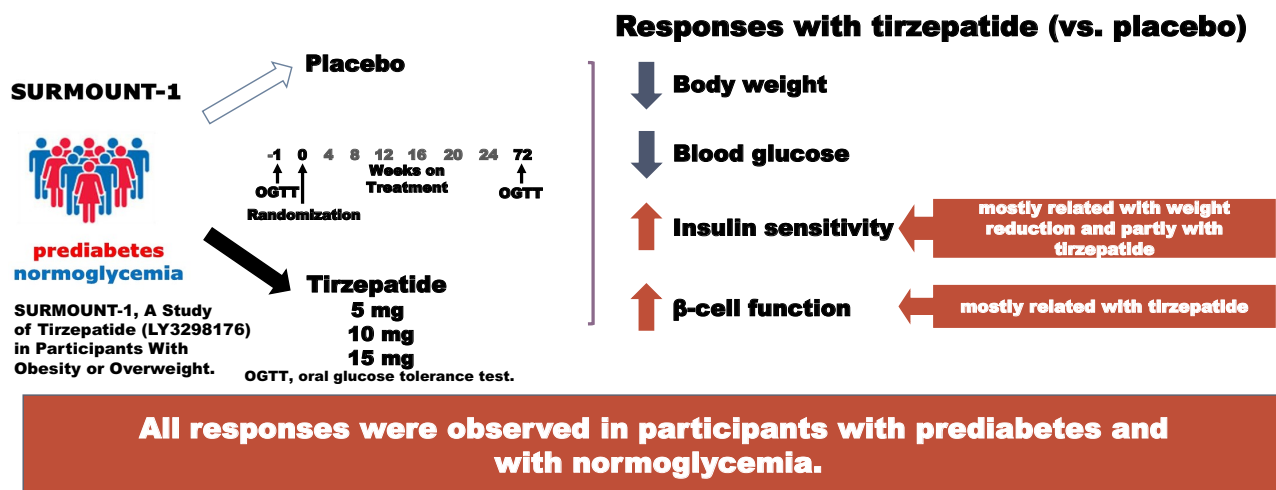 Responses with tirzepatide (vs. placebo)
SURMOUNT-1
prediabetes
normoglycemia
SURMOUNT-1, A Study
of Tirzepatide (LY3298176)
in Participants With
Obesity or Overweight.
Placebo
-1 0 4 8 12 16 20 24 72
Weeks on
Treatment
OGTT
OGTT
Randomization
Tirzepatide
5 mg
10 mg
15 mg
OGTT, oral glucose tolerance test.
Body weight
Blood glucose
Insulin sensitivity
mostly related with weight
reduction and partly with
tirzepatide
β-cell function
mostly related with tirzepatide
All responses were observed in participants with prediabetes and
with normoglycemia.